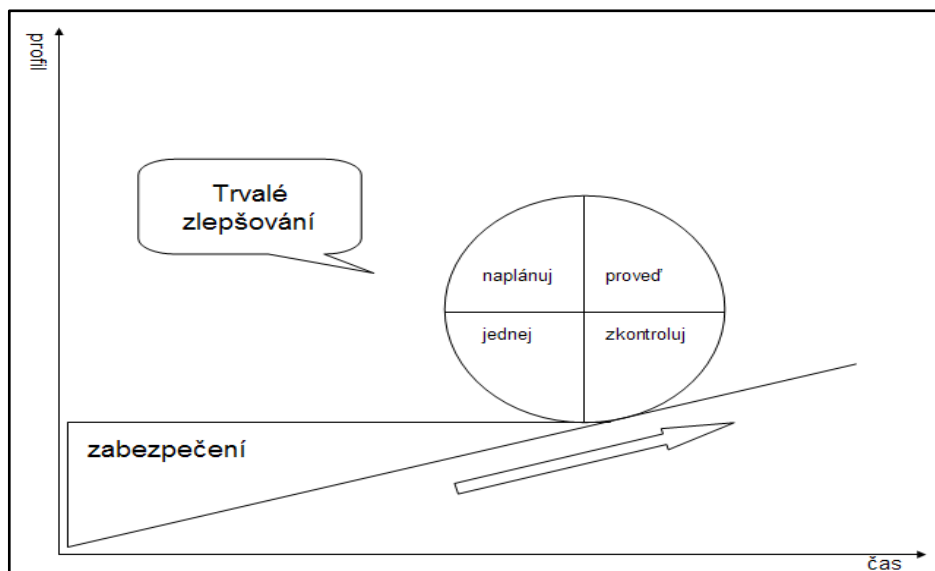 profil
Trvalé
zlepšování
naplánuj
proveď
jednej
zkontroluj
zabezpečení
čas